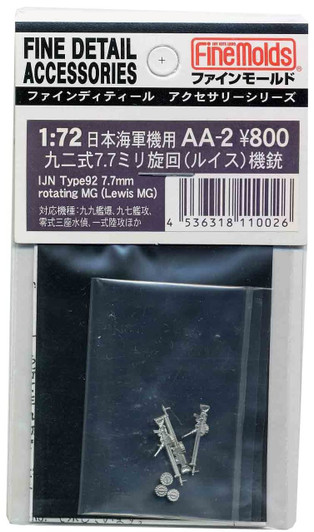 FINE DETAIL
ACCESSORIES
FineMolds
ファインモールド
ファインディティール アクセサリーシリーズ
1:72 日本海軍機用 AA-2 ¥800
九二式7.7ミリ旋回(ルイス)機銃
IJN Type92 7.7mm
rotating MG (Lewis MG)
対応機種:九九艦爆、九七艦攻、
零式三座水偵、一式陸攻ほか
4 536318 110026